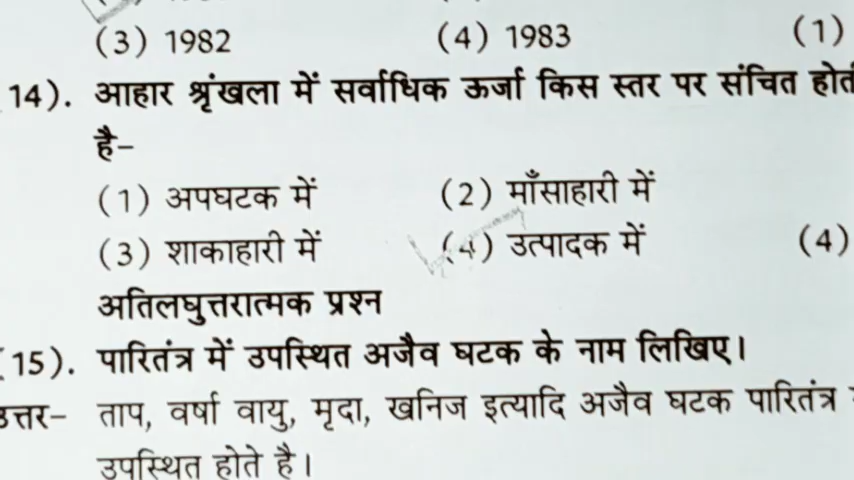 (3) 1982 (4) 1983 (1)
14). आहार श्रृंखला में सर्वाधिक ऊर्जा किस स्तर पर संचित होती
है-
(1) अपघटक में (2) माँसाहारी में
(3) शाकाहारी में (4) उत्पादक में (4)
अतिलघुत्तरात्मक प्रश्न
15). पारितंत्र में उपस्थित अजैव घटक के नाम लिखिए।
उत्तर- ताप, वर्षा वायु, मृदा, खनिज इत्यादि अजैव घटक पारितंत्र
उपस्थित होते है।